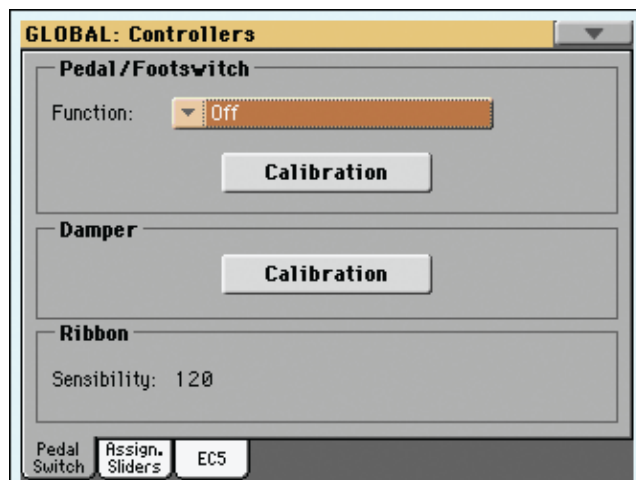 GLOBAL: Controllers
Pedal/Footswitch
Function: Off
Calibration
Damper
Calibration
Ribbon
Sensibility: 120
Pedal Switch
Assign. Sliders
EC5